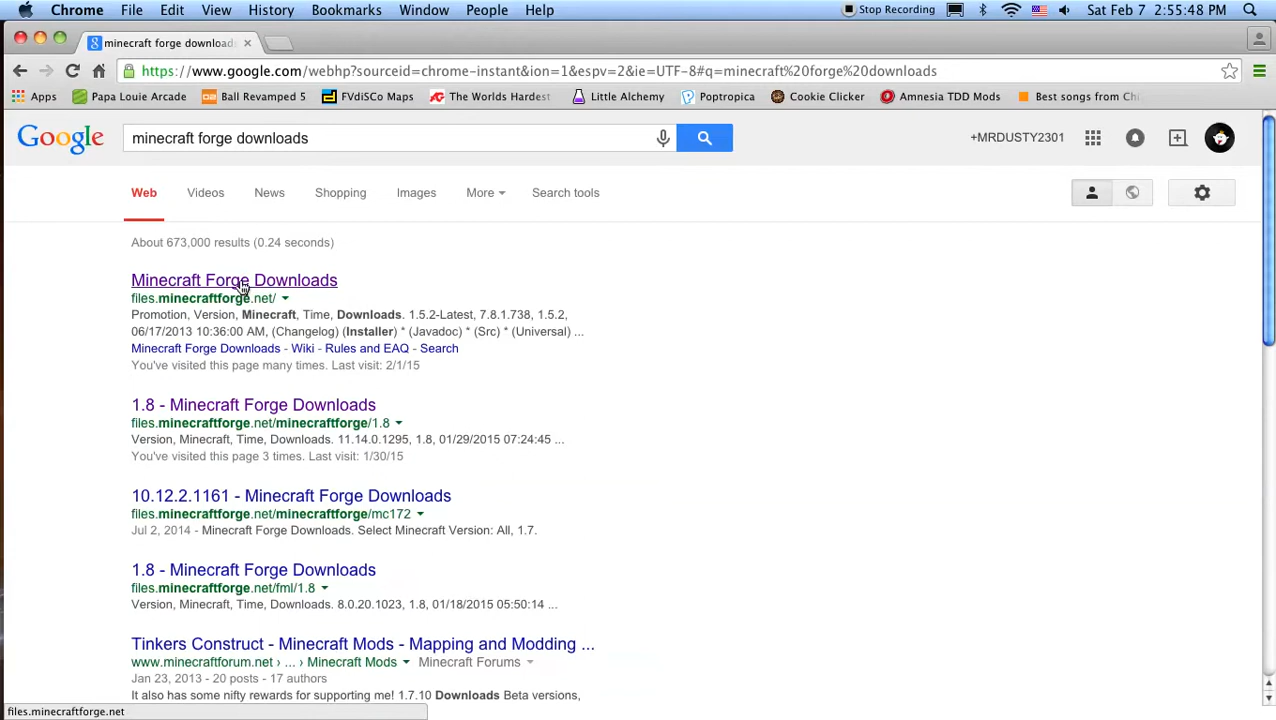 Chrome File Edit View History Bookmarks Window People Help Stop Recording Sat Feb 7 2:55:48 PM
minecraft forge downloads
https://www.google.com/webhp?sourceid=chrome-instant&ion=1&espv=2&ie=UTF-8#q=minecraft%20forge%20downloads
Apps Papa Louie Arcade Ball Revamped 5 FVdiSCo Maps The Worlds Hardest Little Alchemy Poptropica Cookie Clicker Amnesia TDD Mods Best songs from Ch
Google minecraft forge downloads +MRDUSTY2301
Web Videos News Shopping Images More Search tools
About 673,000 results (0.24 seconds)
Minecraft Forge Downloads
files.minecraftforge.net/
Promotion, Version, Minecraft, Time, Downloads. 1.5.2-Latest, 7.8.1.738, 1.5.2,
06/17/2013 10:36:00 AM, (Changelog) (Installer) * (Javadoc) * (Src) * (Universal) ...
Minecraft Forge Downloads - Wiki - Rules and EAQ - Search
You've visited this page many times. Last visit: 2/1/15
1.8 - Minecraft Forge Downloads
files.minecraftforge.net/minecraftforge/1.8
Version, Minecraft, Time, Downloads. 11.14.0.1295, 1.8, 01/29/2015 07:24:45 ...
You've visited this page 3 times. Last visit: 1/30/15
10.12.2.1161 - Minecraft Forge Downloads
files.minecraftforge.net/minecraftforge/mc172
Jul 2, 2014 - Minecraft Forge Downloads. Select Minecraft Version: All, 1.7.
1.8 - Minecraft Forge Downloads
files.minecraftforge.net/fml/1.8
Version, Minecraft, Time, Downloads. 8.0.20.1023, 1.8, 01/18/2015 05:50:14 ...
Tinkers Construct - Minecraft Mods - Mapping and Modding ...
www.minecraftforum.net › ... › Minecraft Mods Minecraft Forums
Jan 23, 2013 - 20 posts - 17 authors
It also has some nifty rewards for supporting me! 1.7.10 Downloads Beta versions,
files.minecraftforge.net